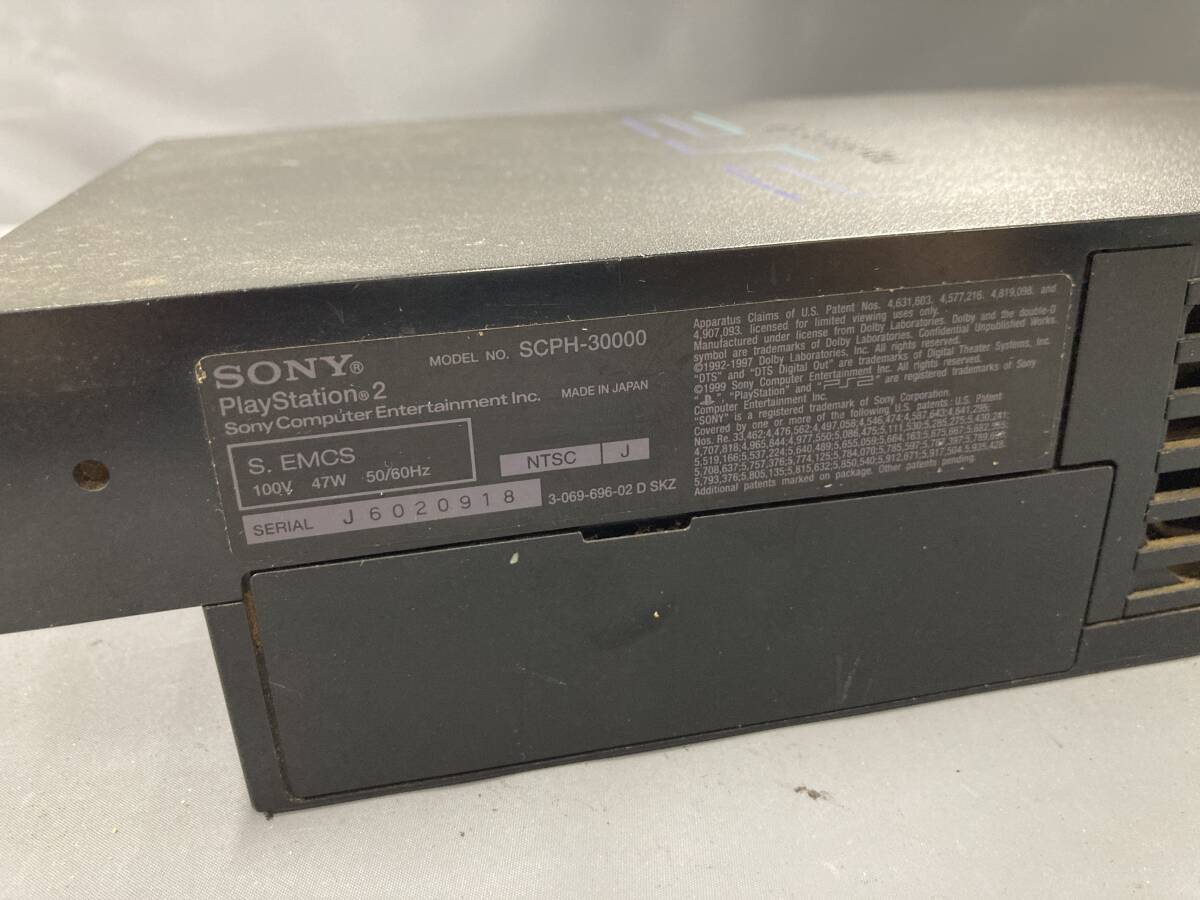 SONY®
PlayStation®2
Sony Computer Entertainment Inc.
MODEL NO. SCPH-30000
MADE IN JAPAN
S. EMCS
100V 47W 50/60Hz
NTSC J
SERIAL J6020918
3-069-696-02 D SKZ
Apparatus Claims of U.S. Patent Nos. 4,631,603, 4,577,216, 4,819,098, and
4,907,093. licensed for limited viewing uses only.
Manufactured under license from Dolby Laboratories. Dolby and the double-D
symbol are trademarks of Dolby Laboratories. Confidential Unpublished Works.
©1992-1997 Dolby Laboratories, Inc. All rights reserved.
"DTS" and "DTS Digital Out" are trademarks of Digital Theater Systems, Inc.
©1999 Sony Computer Entertainment Inc. All rights reserved.
" ", "PlayStation" and "PS2" are registered trademarks of Sony
Computer Entertainment Inc.
"SONY" is a registered trademark of Sony Corporation.
Covered by one or more of the following U.S. patents: U.S. Patent
Additional patents marked on package. Other patents pending.